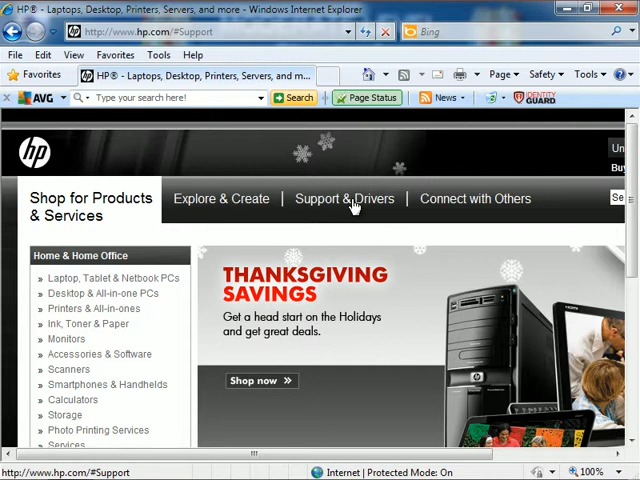 HP® - Laptops, Desktop, Printers, Servers, and more - Windows Internet Explorer
http://www.hp.com/#Support
Bing
File Edit View Favorites Tools Help
Favorites
HP® - Laptops, Desktop, Printers, Servers, and m...
Page Safety Tools
AVG
Type your search here!
Search
Page Status
News
IDENTITY GUARD
hp
Un
Buy
Shop for Products & Services
Explore & Create
Support & Drivers
Connect with Others
Se
Home & Home Office
» Laptop, Tablet & Netbook PCs
» Desktop & All-in-one PCs
» Printers & All-in-ones
» Ink, Toner & Paper
» Monitors
» Accessories & Software
» Scanners
» Smartphones & Handhelds
» Calculators
» Storage
» Photo Printing Services
» Services
THANKSGIVING
SAVINGS
Get a head start on the Holidays
and get great deals.
Shop now »
http://www.hp.com/#Support
Internet | Protected Mode: On
100%